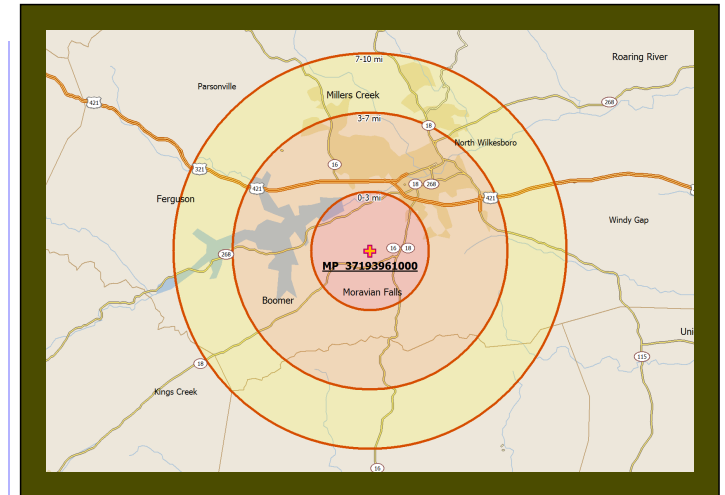 7-10 mi
Roaring River
Parsonville
Millers Creek
421
268
3-7 mi
18
North Wilkesboro
16
321
421
18
268
421
0-3 mi
Ferguson
Windy Gap
16
18
268
MP_37193961000
Moravian Falls
Boomer
Uni
115
18
Kings Creek
16